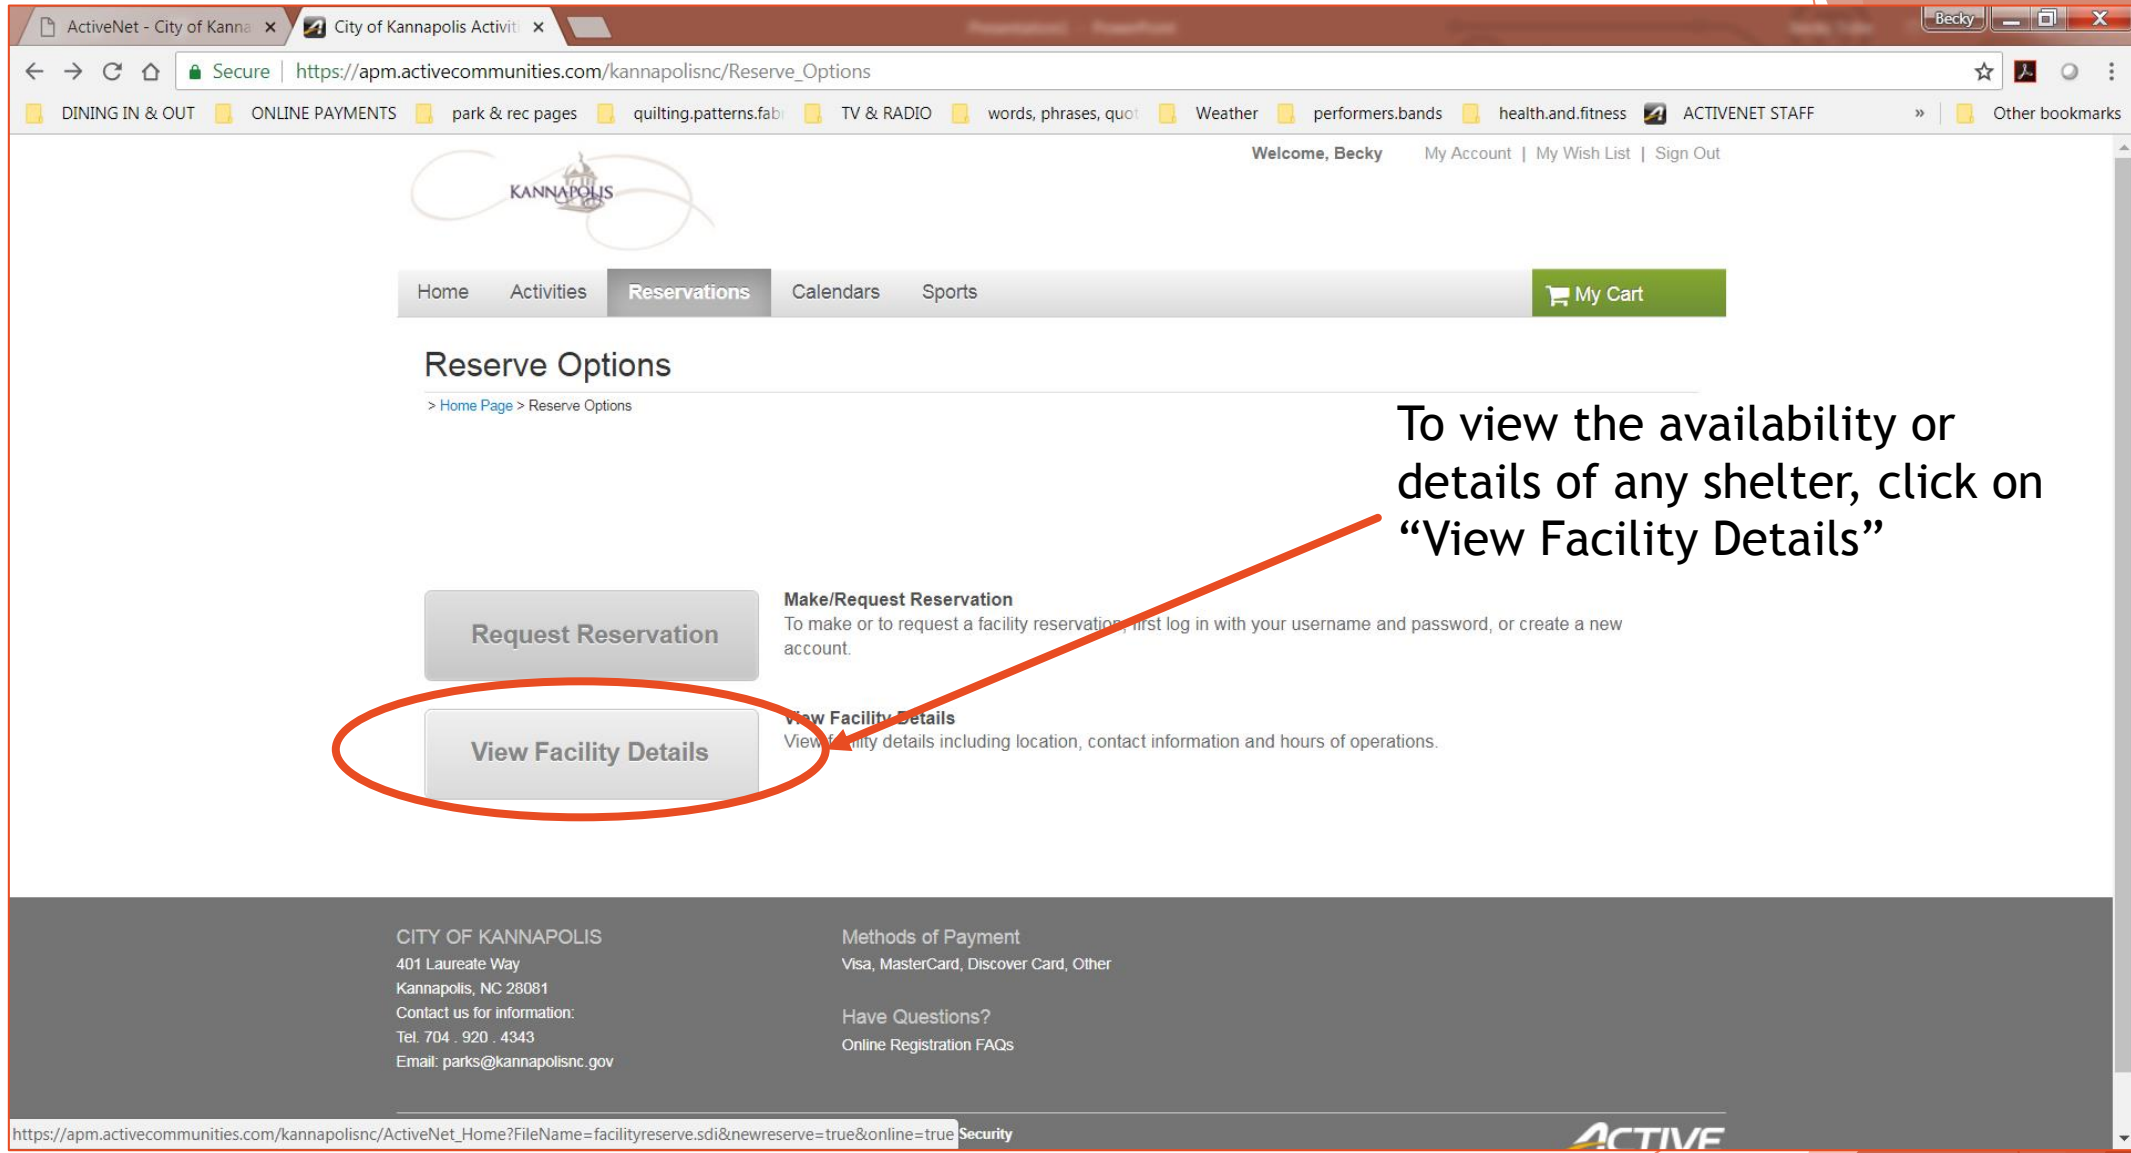 ActiveNet - City of Kanna
City of Kannapolis Activiti
Becky
Secure | https://apm.activecommunities.com/kannapolisnc/Reserve_Options
DINING IN & OUT
ONLINE PAYMENTS
park & rec pages
quilting.patterns.fab
TV & RADIO
words, phrases, quot
Weather
performers.bands
health.and.fitness
ACTIVENET STAFF
»
Other bookmarks
KANNAPOLIS
Welcome, Becky My Account | My Wish List | Sign Out
Home Activities Reservations Calendars Sports
My Cart
Reserve Options
> Home Page > Reserve Options
To view the availability or
details of any shelter, click on
“View Facility Details”
Request Reservation
Make/Request Reservation
To make or to request a facility reservation, first log in with your username and password, or create a new
account.
View Facility Details
View Facility Details
View facility details including location, contact information and hours of operations.
CITY OF KANNAPOLIS
401 Laureate Way
Kannapolis, NC 28081
Contact us for information:
Tel. 704 . 920 . 4343
Email: parks@kannapolisnc.gov
Methods of Payment
Visa, MasterCard, Discover Card, Other
Have Questions?
Online Registration FAQs
https://apm.activecommunities.com/kannapolisnc/ActiveNet_Home?FileName=facilityreserve.sdi&newreserve=true&online=true
Security
ACTIVE